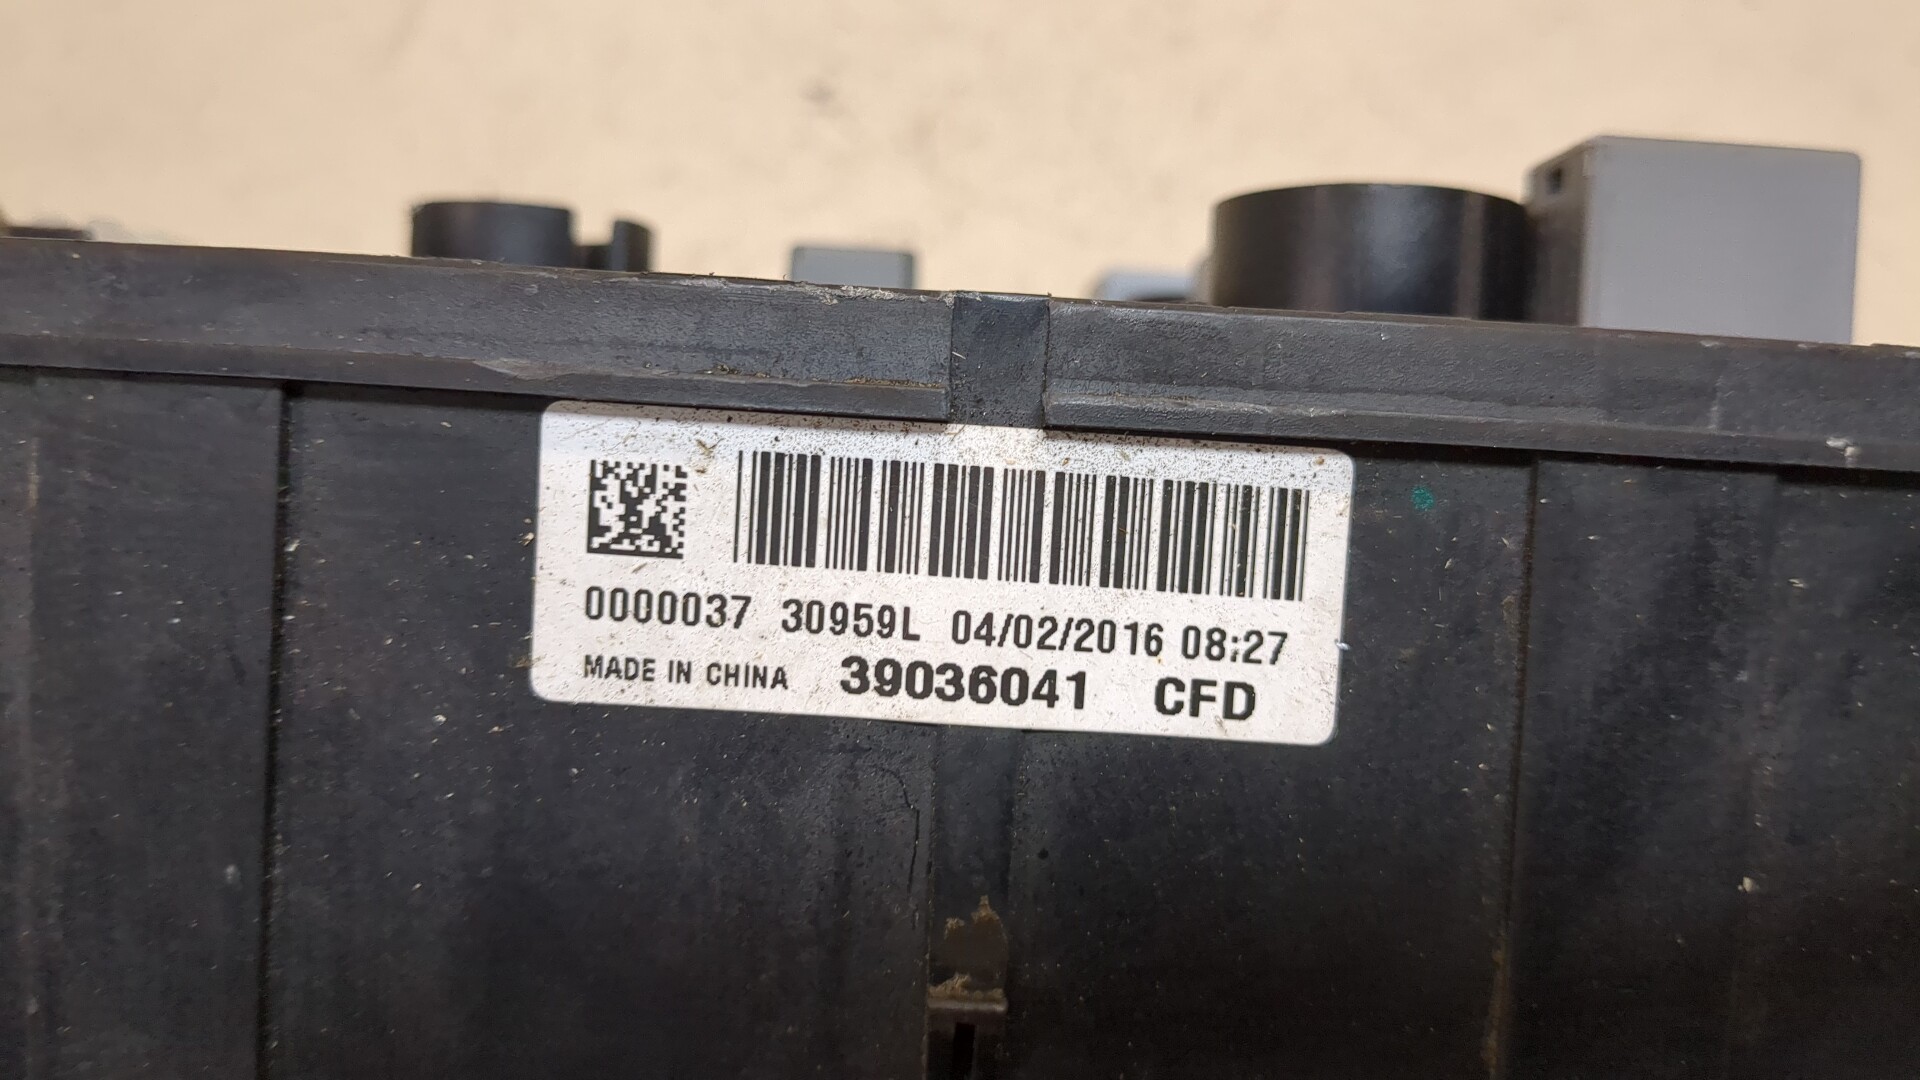 0000037 30959L 04/02/2016 08:27
MADE IN CHINA 39036041 CFD